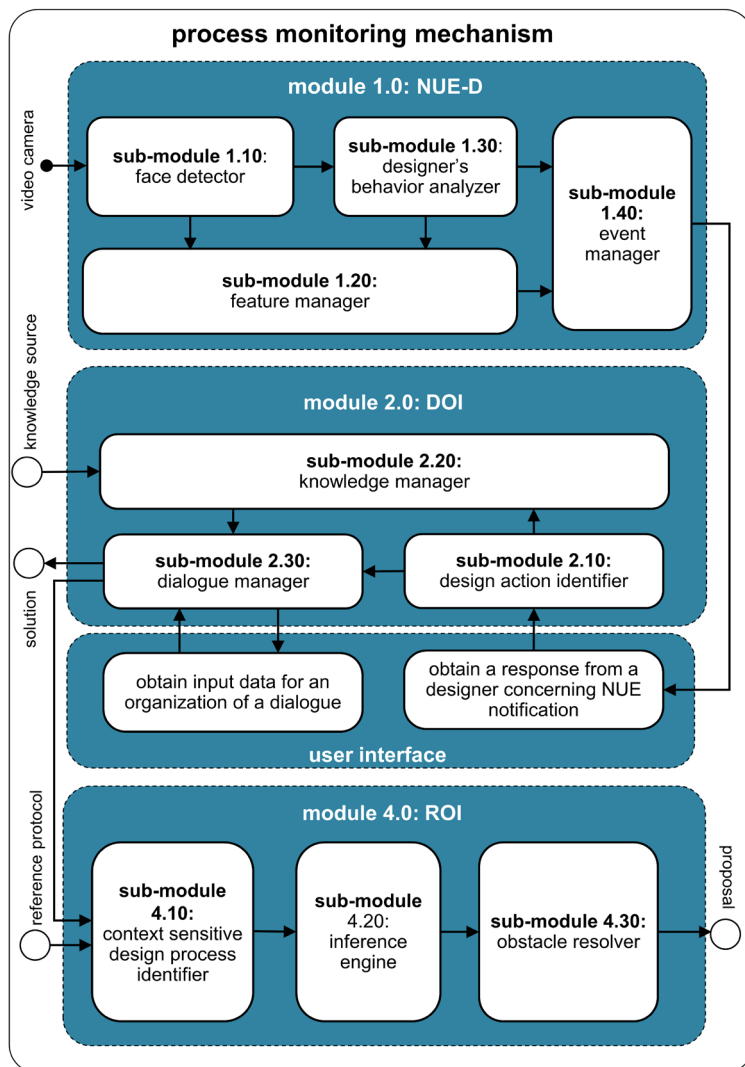 process monitoring mechanism
module 1.0: NUE-D
video camera
sub-module 1.10:
face detector
sub-module 1.30:
designer's
behavior analyzer
sub-module
1.40:
event
manager
sub-module 1.20:
feature manager
knowledge source
module 2.0: DOI
sub-module 2.20:
knowledge manager
solution
sub-module 2.30:
dialogue manager
sub-module 2.10:
design action identifier
obtain input data for an
organization of a dialogue
obtain a response from a
designer concerning NUE
notification
user interface
reference protocol
module 4.0: ROI
sub-module
4.10:
context sensitive
design process
identifier
sub-module
4.20:
inference
engine
sub-module 4.30:
obstacle resolver
proposal